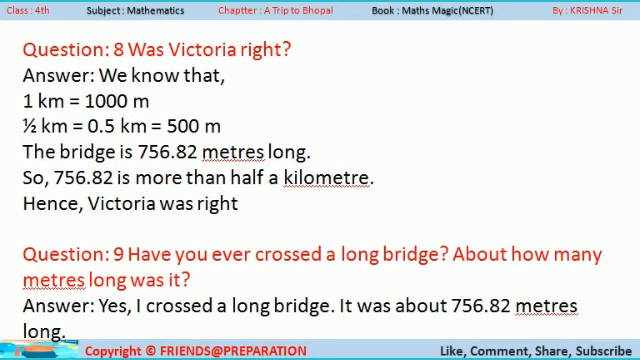 Class : 4th Subject : Mathematics Chaptter : A Trip to Bhopal Book : Maths Magic(NCERT) By : KRISHNA Sir
Question: 8 Was Victoria right?
Answer: We know that,
1 km = 1000 m
½ km = 0.5 km = 500 m
The bridge is 756.82 metres long.
So, 756.82 is more than half a kilometre.
Hence, Victoria was right
Question: 9 Have you ever crossed a long bridge? About how many
metres long was it?
Answer: Yes, I crossed a long bridge. It was about 756.82 metres
long.
Copyright © FRIENDS@PREPARATION Like, Comment, Share, Subscribe